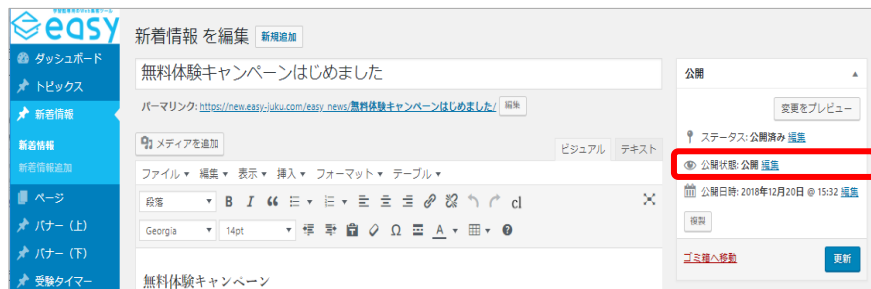 easy
新着情報 を編集 新規追加
ダッシュボード
トピックス
新着情報
新着情報
新着情報追加
ページ
バナー（上）
バナー（下）
受験タイマー
無料体験キャンペーンはじめました
パーマリンク: https://new.easy-juku.com/easy_news/無料体験キャンペーンはじめました/ 編集
メディアを追加
ビジュアル テキスト
ファイル 編集 表示 挿入 フォーマット テーブル
段落
Georgia 14pt
無料体験キャンペーン
公開
変更をプレビュー
ステータス: 公開済み 編集
公開状態: 公開 編集
公開日時: 2018年12月20日 @ 15:32 編集
複製
ゴミ箱へ移動 更新